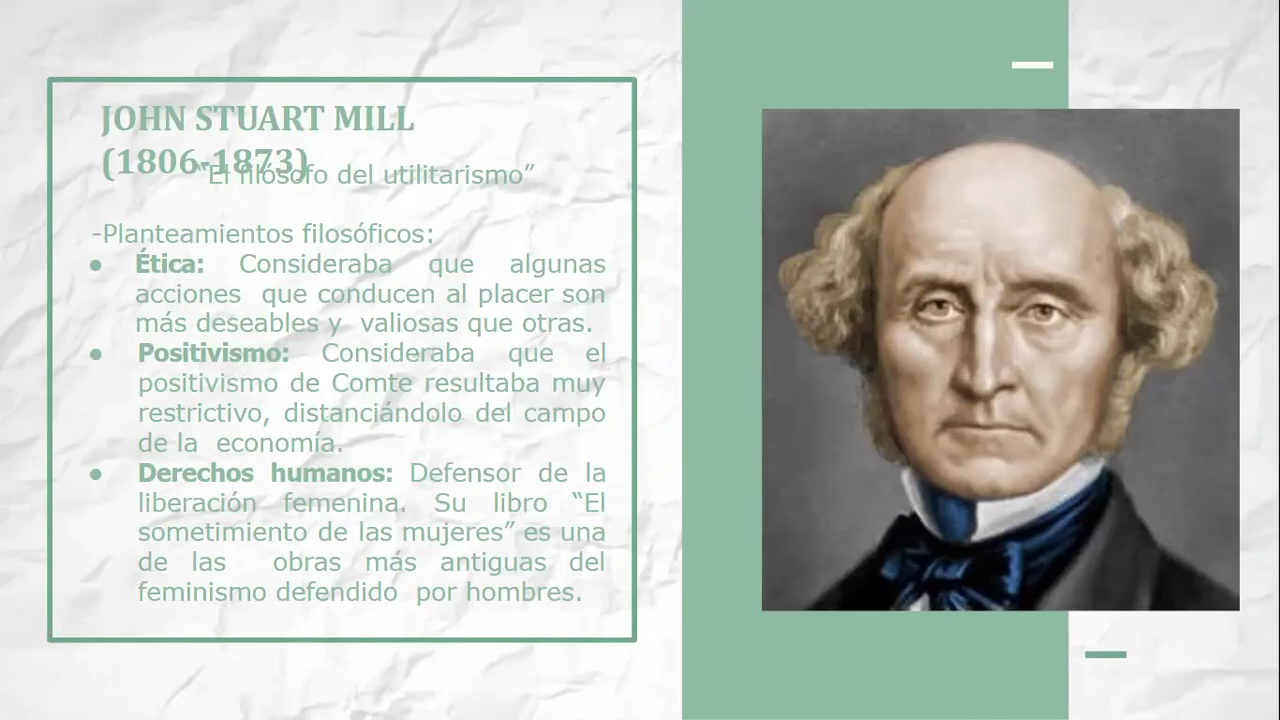 JOHN STUART MILL
(1806-1873)
“El filósofo del utilitarismo”
-Planteamientos filosóficos:
● Ética: Consideraba que algunas
acciones que conducen al placer son
más deseables y valiosas que otras.
● Positivismo: Consideraba que el
positivismo de Comte resultaba muy
restrictivo, distanciándolo del campo
de la economía.
● Derechos humanos: Defensor de la
liberación femenina. Su libro “El
sometimiento de las mujeres” es una
de las obras más antiguas del
feminismo defendido por hombres.